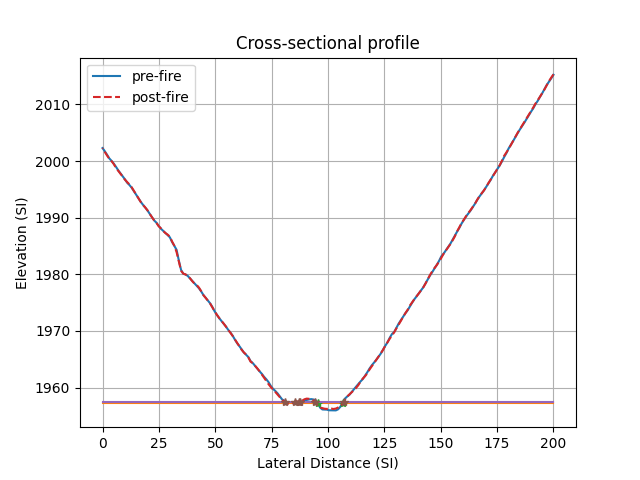 Cross-sectional profile
pre-fire
post-fire
2010
2000
1990
1980
1970
1960
Elevation (SI)
0 25 50 75 100 125 150 175 200
Lateral Distance (SI)